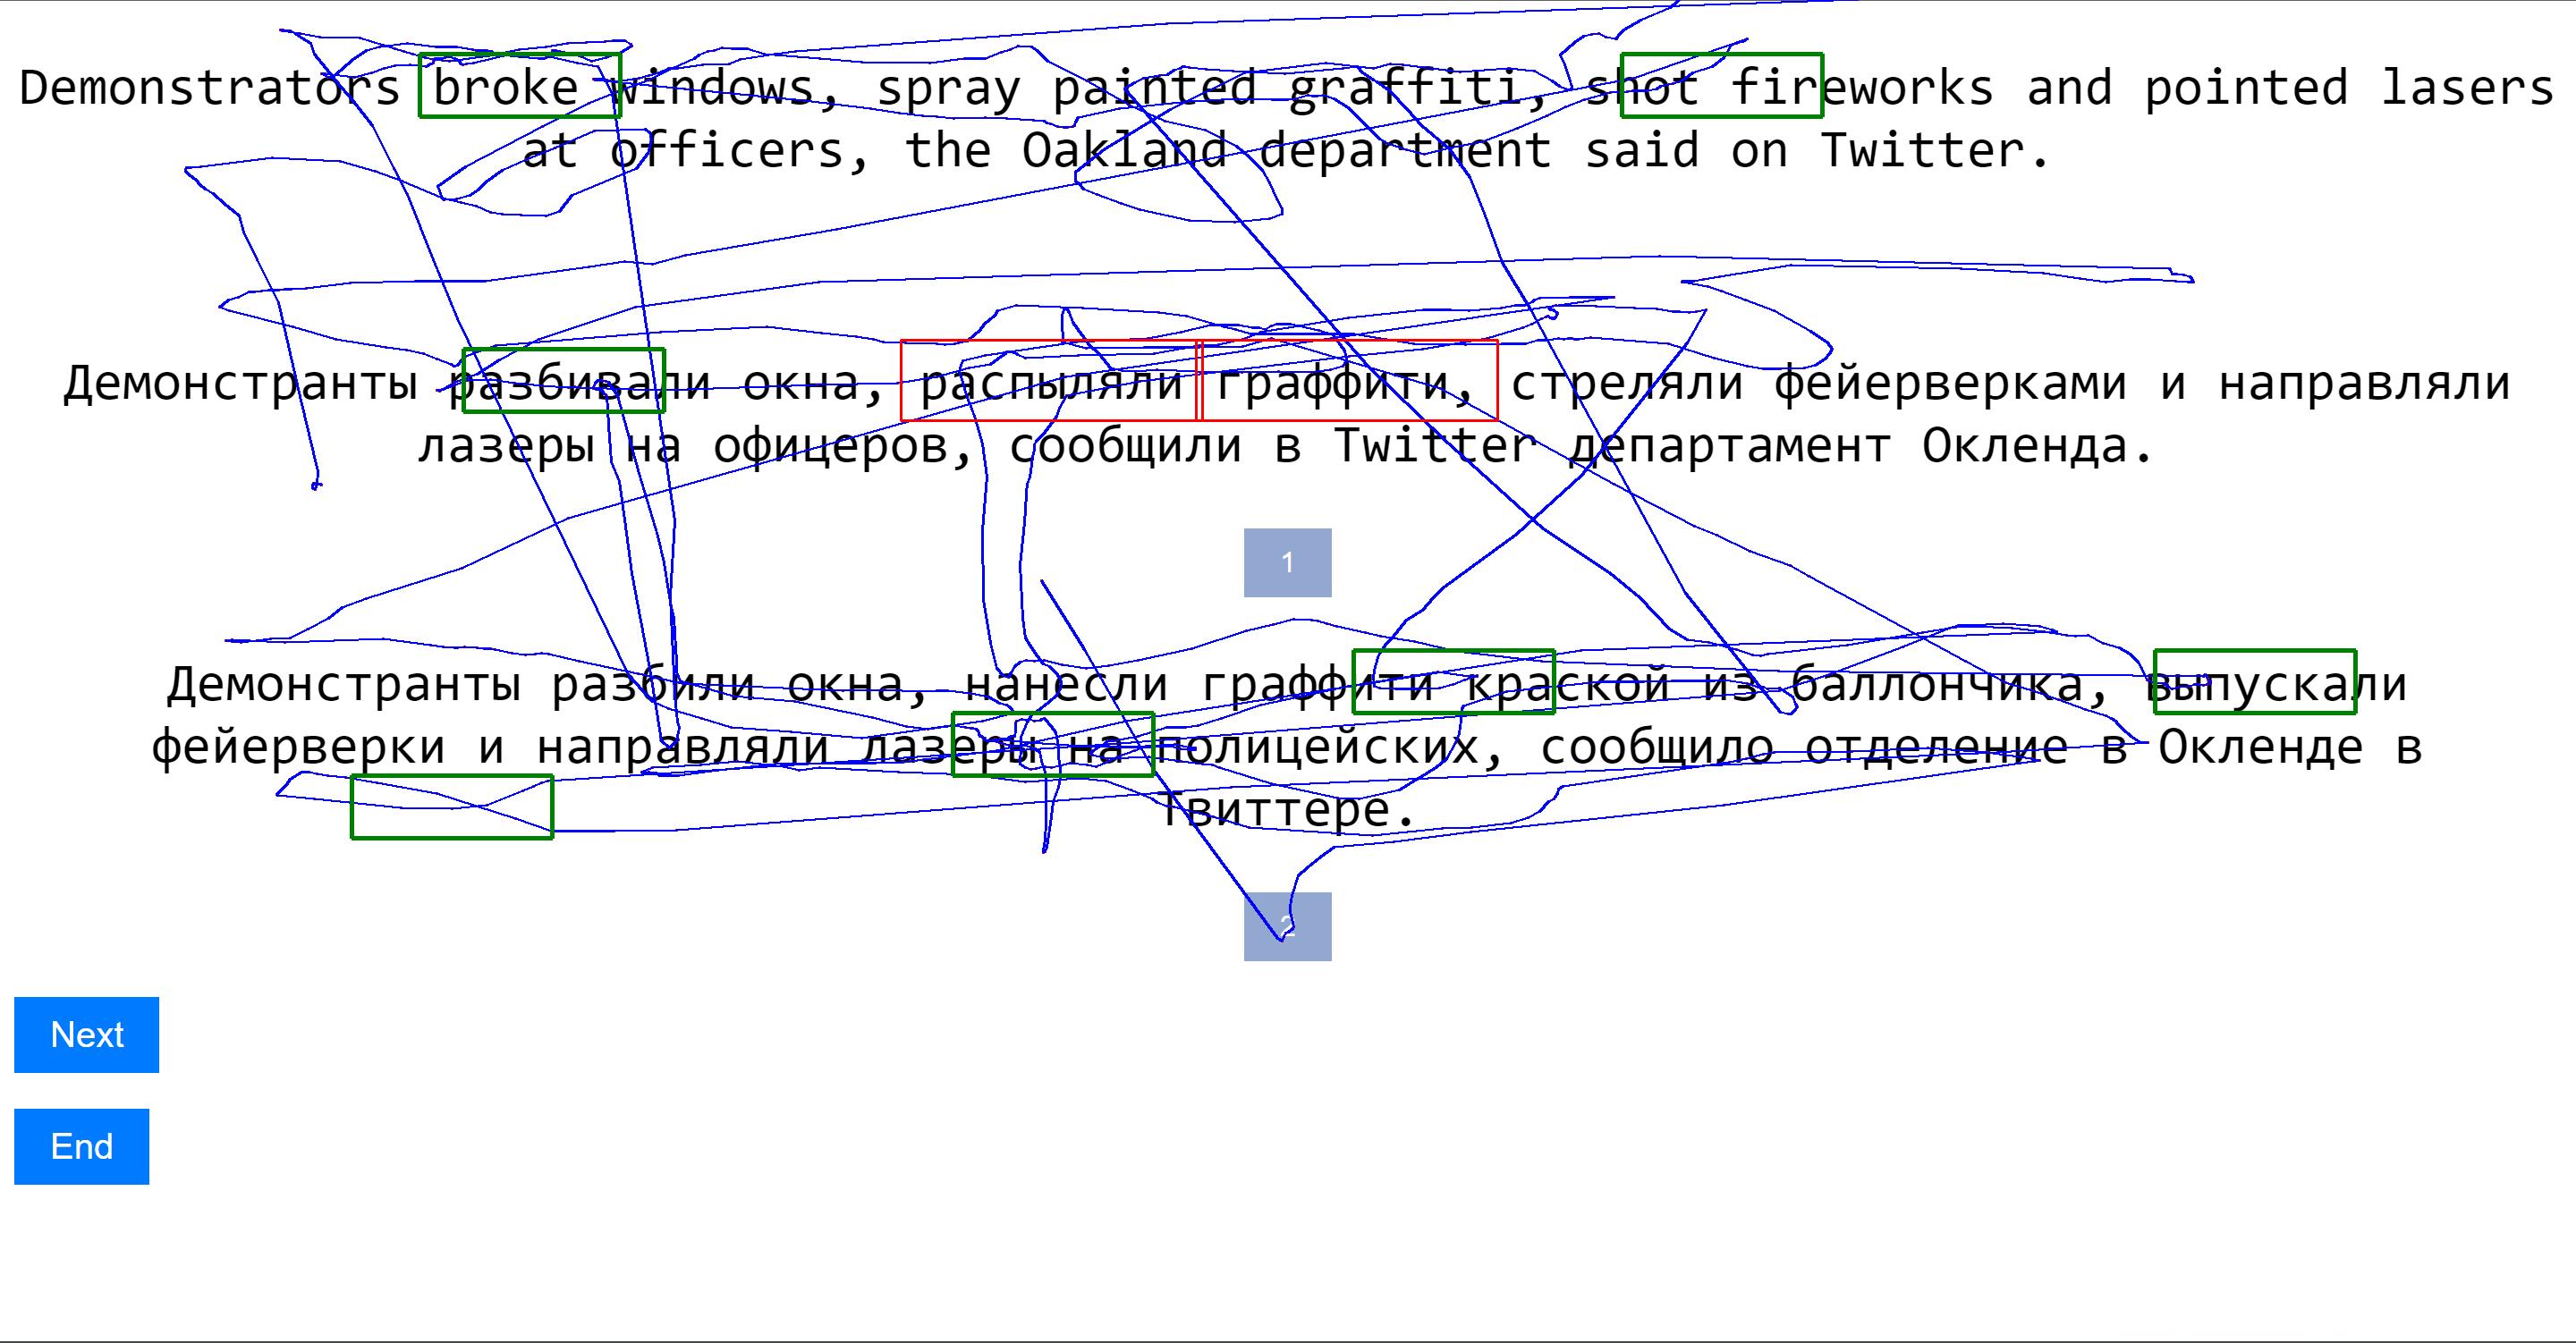 Demonstrators broke windows, spray painted graffiti, shot fireworks and pointed lasers
at officers, the Oakland department said on Twitter.
Демонстранты разбивали окна, распыляли граффити, стреляли фейерверками и направляли
лазеры на офицеров, сообщили в Twitter департамент Окленда.
1
Демонстранты разбили окна, нанесли граффити краской из баллончика, выпускали
фейерверки и направляли лазеры на полицейских, сообщило отделение в Окленде в
Твиттере.
2
Next
End